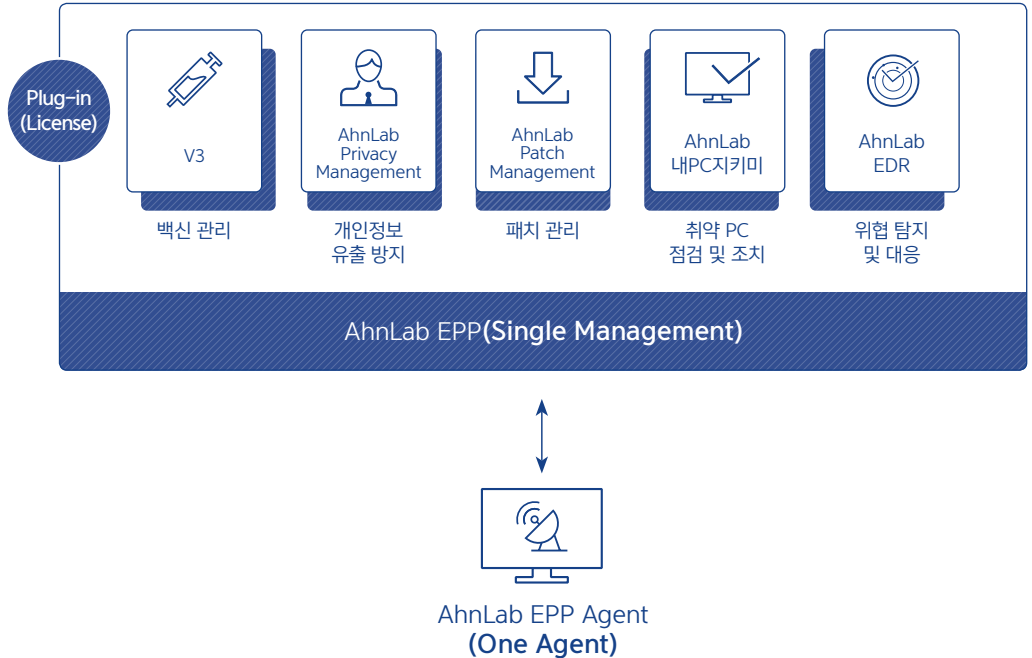 Plug-in
(License)
V3
백신 관리
AhnLab
Privacy
Management
개인정보
유출 방지
AhnLab
Patch
Management
패치 관리
AhnLab
내PC지키미
취약 PC
점검 및 조치
AhnLab
EDR
위협 탐지
및 대응
AhnLab EPP(Single Management)
AhnLab EPP Agent
(One Agent)